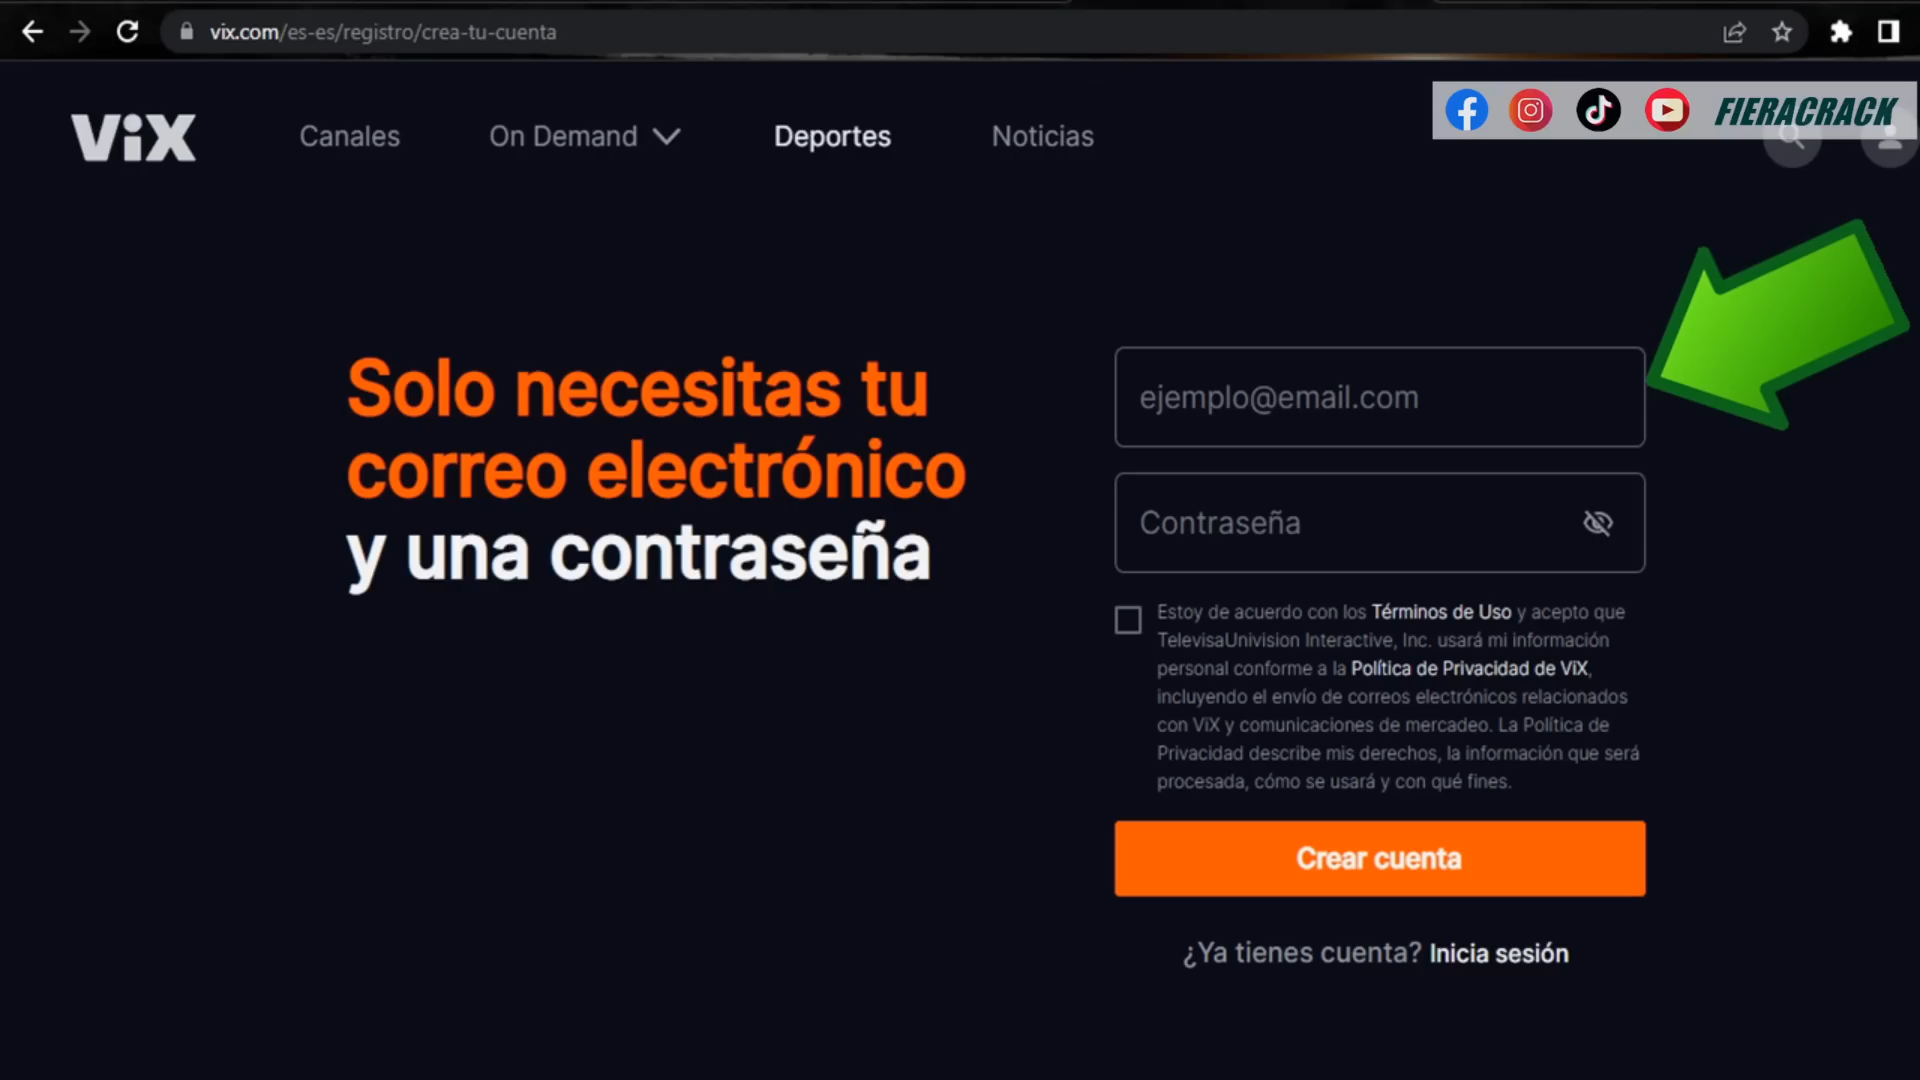 vix.com/es-es/registro/crea-tu-cuenta
FIERACRACK
ViX
Canales
On Demand
Deportes
Noticias
Solo necesitas tu
correo electrónico
y una contraseña
ejemplo@email.com
Contraseña
Estoy de acuerdo con los Términos de Uso y acepto que
TelevisaUnivision Interactive, Inc. usará mi información
personal conforme a la Política de Privacidad de ViX,
incluyendo el envío de correos electrónicos relacionados
con ViX y comunicaciones de mercadeo. La Política de
Privacidad describe mis derechos, la información que será
procesada, cómo se usará y con qué fines.
Crear cuenta
¿Ya tienes cuenta? Inicia sesión